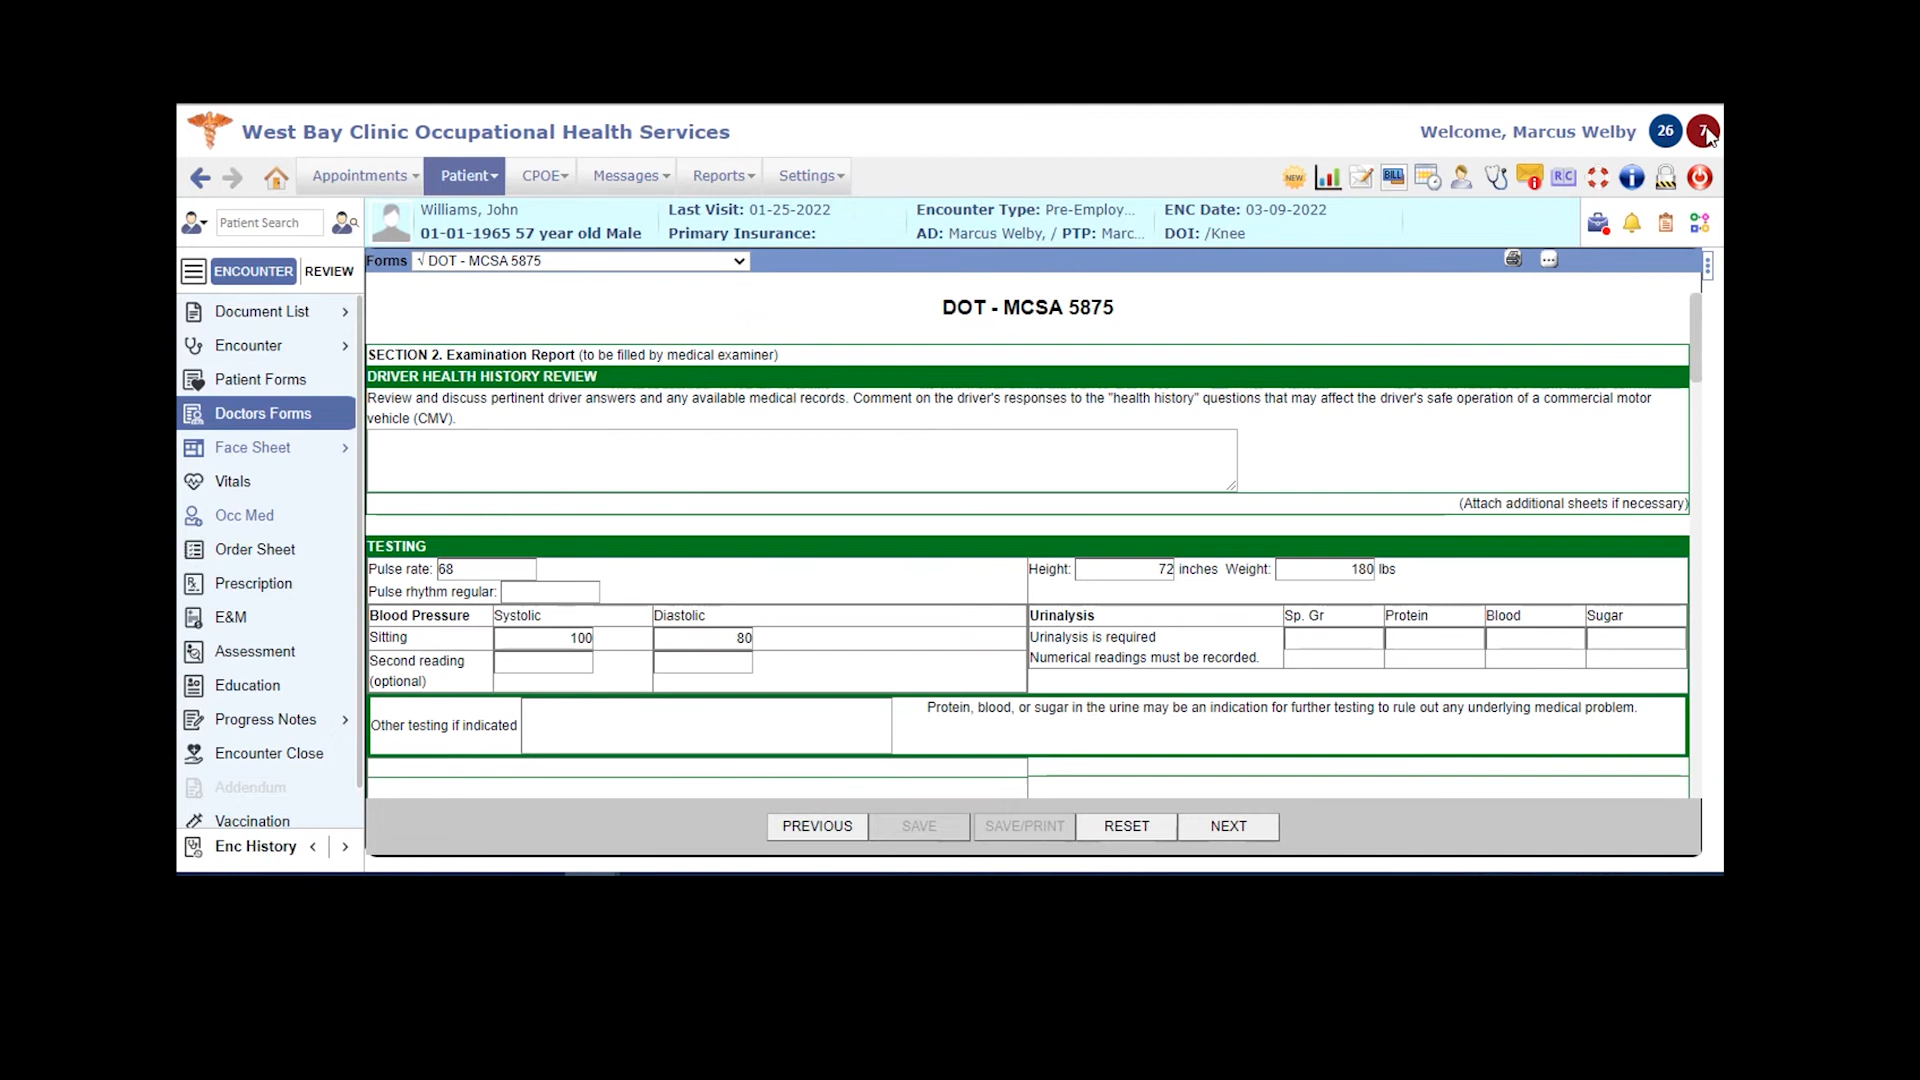 West Bay Clinic Occupational Health Services
Welcome, Marcus Welby 26 7
Appointments Patient CPOE Messages Reports Settings NEW BILL RC
Patient Search
Williams, John Last Visit: 01-25-2022 Encounter Type: Pre-Employ... ENC Date: 03-09-2022
01-01-1965 57 year old Male Primary Insurance: AD: Marcus Welby, / PTP: Marc... DOI: /Knee
ENCOUNTER REVIEW
Forms √ DOT - MCSA 5875
Document List
Encounter
Patient Forms
Doctors Forms
Face Sheet
Vitals
Occ Med
Order Sheet
Prescription
E&M
Assessment
Education
Progress Notes
Encounter Close
Addendum
Vaccination
Enc History
DOT - MCSA 5875
SECTION 2. Examination Report (to be filled by medical examiner)
DRIVER HEALTH HISTORY REVIEW
Review and discuss pertinent driver answers and any available medical records. Comment on the driver's responses to the "health history" questions that may affect the driver's safe operation of a commercial motor
vehicle (CMV).
(Attach additional sheets if necessary)
TESTING
Pulse rate: 68 Height: 72 inches Weight: 180 lbs
Pulse rhythm regular:
Blood Pressure Systolic Diastolic Urinalysis Sp. Gr Protein Blood Sugar
Sitting 100 80 Urinalysis is required
Second reading Numerical readings must be recorded.
(optional)
Other testing if indicated Protein, blood, or sugar in the urine may be an indication for further testing to rule out any underlying medical problem.
PREVIOUS SAVE SAVE/PRINT RESET NEXT